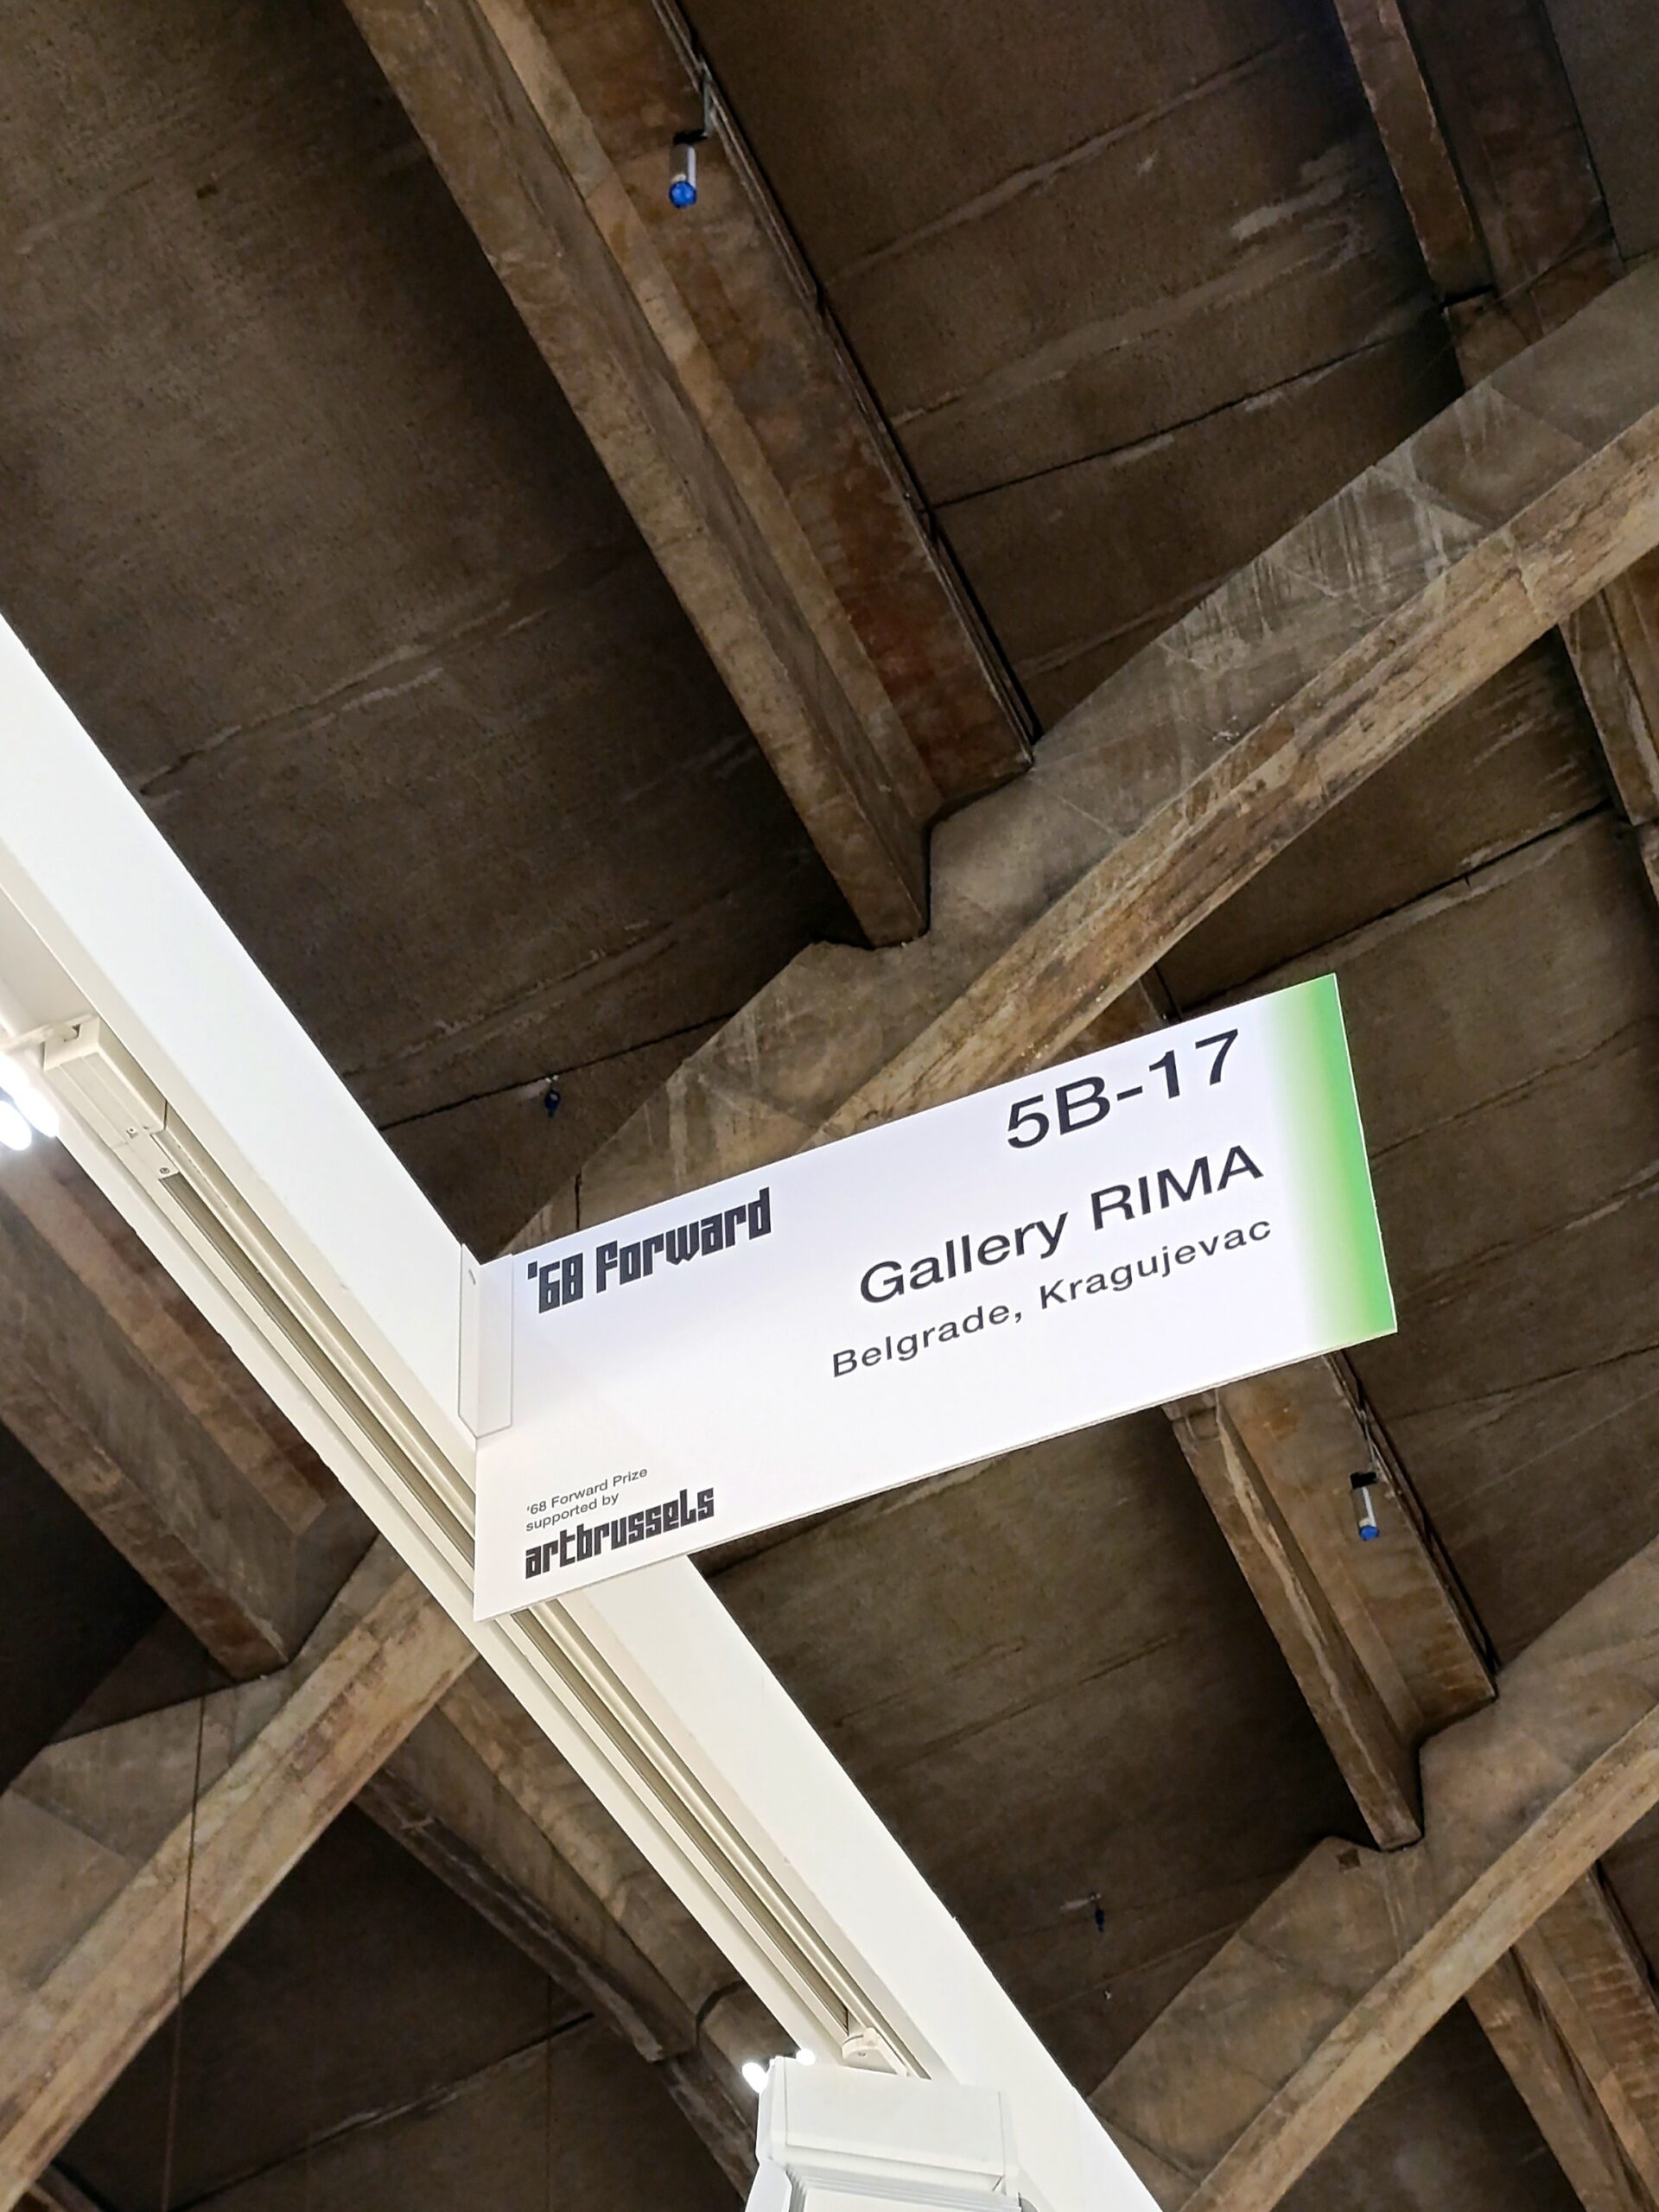 '68 Forward
5B-17
Gallery RIMA
Belgrade, Kragujevac
'68 Forward Prize
supported by
artbrussels